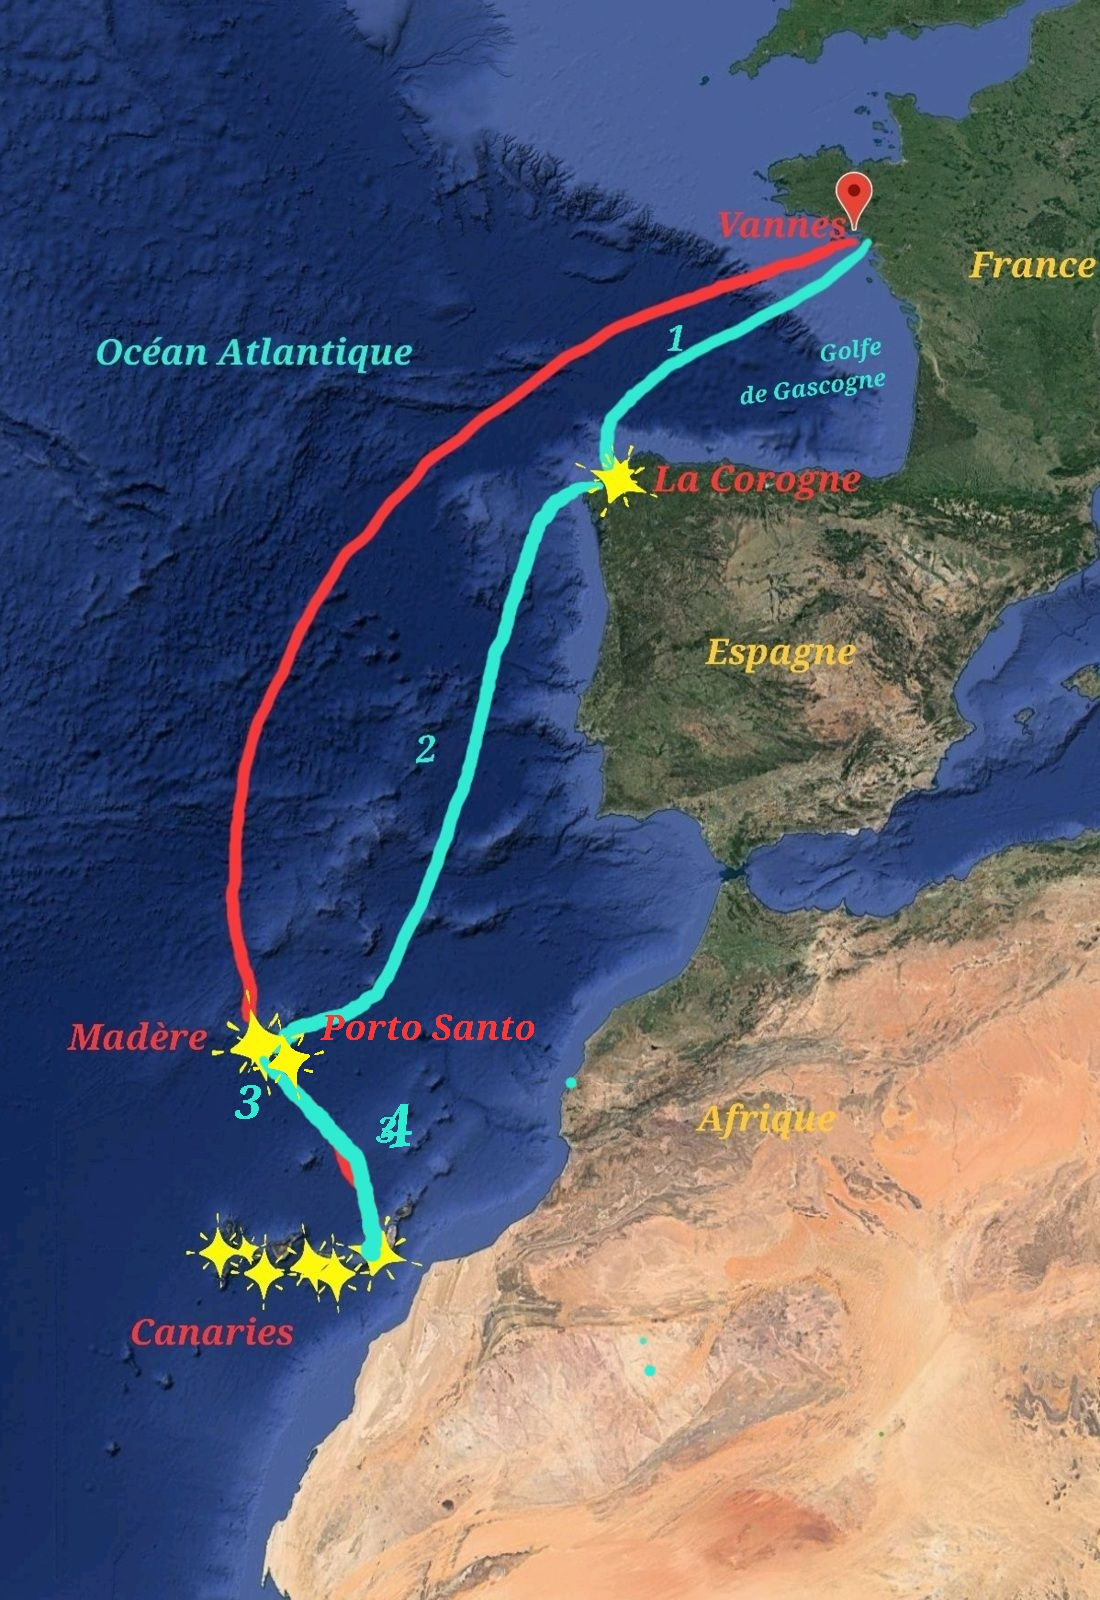 Vannes
France
Océan Atlantique
1
Golfe
de Gascogne
La Corogne
Espagne
2
Madère
Porto Santo
3
4
Afrique
Canaries